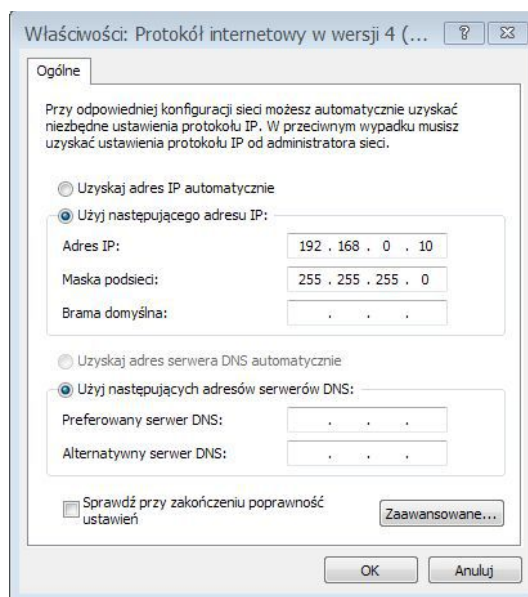 Właściwości: Protokół internetowy w wersji 4 (...
Ogólne
Przy odpowiedniej konfiguracji sieci możesz automatycznie uzyskać
niezbędne ustawienia protokołu IP. W przeciwnym wypadku musisz
uzyskać ustawienia protokołu IP od administratora sieci.
Uzyskaj adres IP automatycznie
Użyj następującego adresu IP:
Adres IP: 192 . 168 . 0 . 10
Maska podsieci: 255 . 255 . 255 . 0
Brama domyślna: . . .
Uzyskaj adres serwera DNS automatycznie
Użyj następujących adresów serwerów DNS:
Preferowany serwer DNS: . . .
Alternatywny serwer DNS: . . .
Sprawdź przy zakończeniu poprawność
ustawień
Zaawansowane...
OK Anuluj